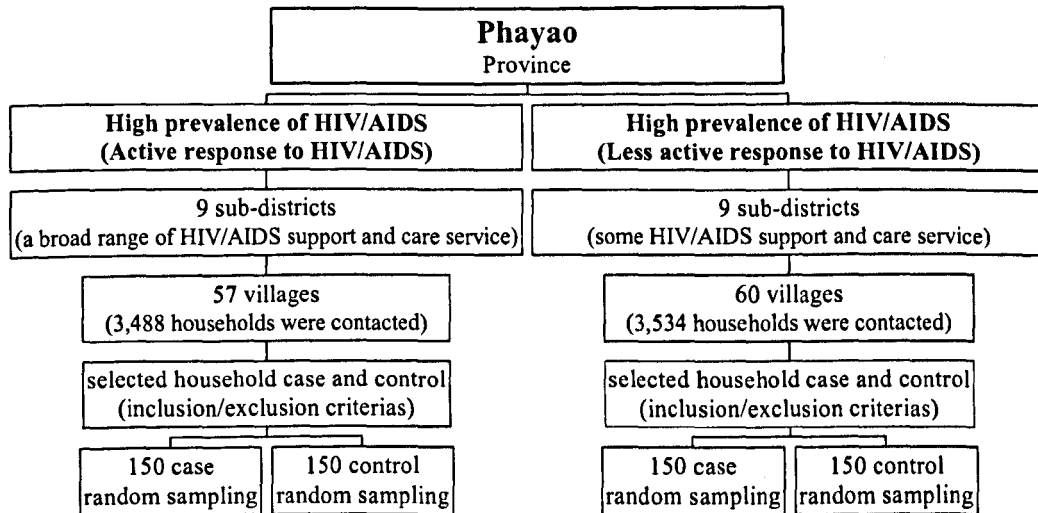 Phayao
Province
High prevalence of HIV/AIDS
(Active response to HIV/AIDS)
High prevalence of HIV/AIDS
(Less active response to HIV/AIDS)
9 sub-districts
(a broad range of HIV/AIDS support and care service)
9 sub-districts
(some HIV/AIDS support and care service)
57 villages
(3,488 households were contacted)
60 villages
(3,534 households were contacted)
selected household case and control
(inclusion/exclusion criterias)
selected household case and control
(inclusion/exclusion criterias)
150 case
random sampling
150 control
random sampling
150 case
random sampling
150 control
random sampling